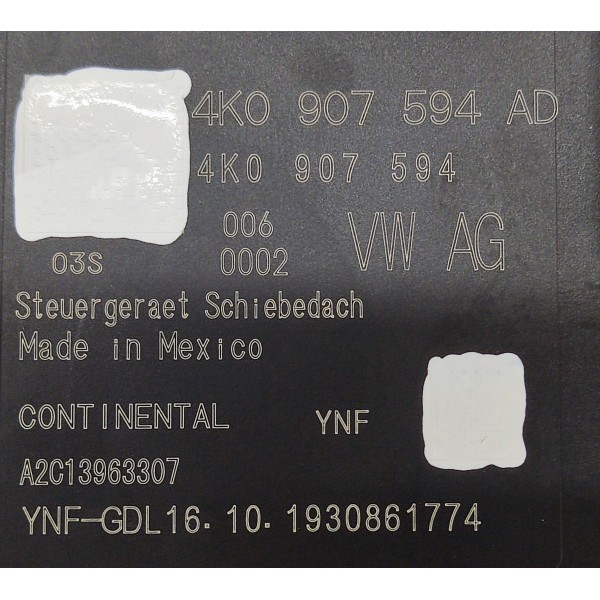 4K0 907 594 AD
4K0 907 594
006
03S 0002 VW AG
Steuergeraet Schiebedach
Made in Mexico
CONTINENTAL YNF
A2C13963307
YNF-GDL16.10.1930861774